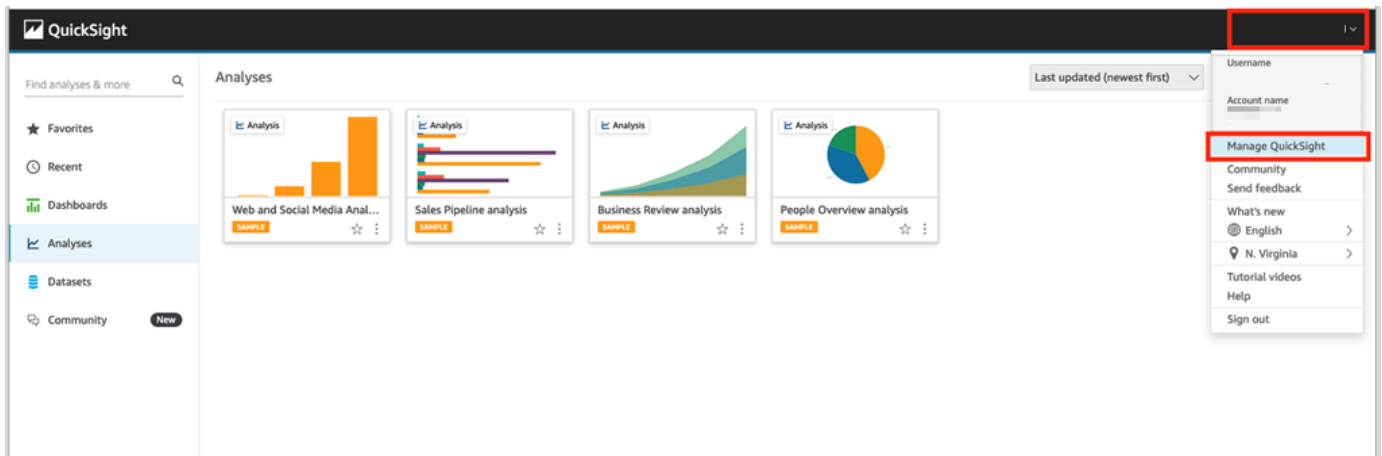 QuickSight
Find analyses & more
Favorites
Recent
Dashboards
Analyses
Datasets
Community
New
Analyses
Last updated (newest first)
Analysis
Web and Social Media Anal...
SAMPLE
Analysis
Sales Pipeline analysis
SAMPLE
Analysis
Business Review analysis
SAMPLE
Analysis
People Overview analysis
SAMPLE
Username
Account name
Manage QuickSight
Community
Send feedback
What's new
English
N. Virginia
Tutorial videos
Help
Sign out